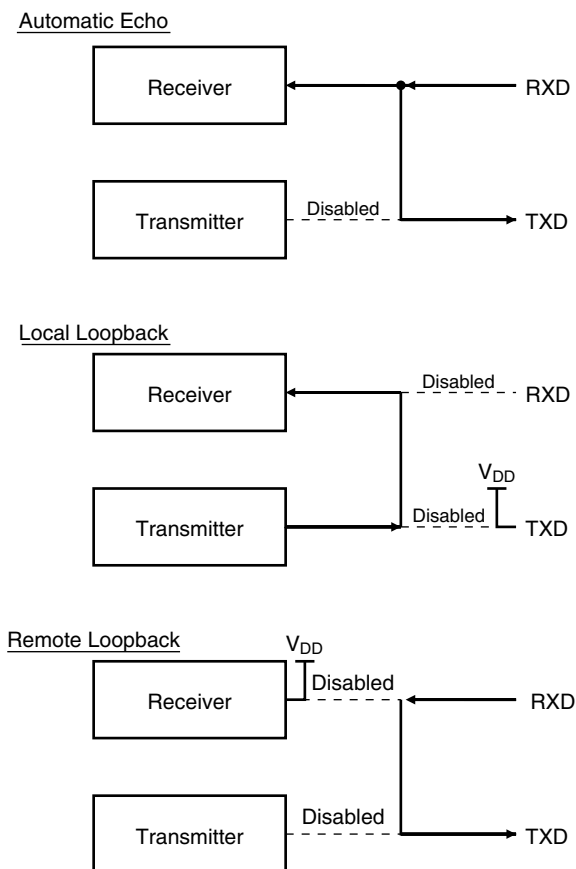 Automatic Echo
Receiver
RXD
Transmitter
Disabled
TXD
Local Loopback
Receiver
Disabled
RXD
VDD
Transmitter
Disabled
TXD
Remote Loopback
VDD
Receiver
Disabled
RXD
Transmitter
Disabled
TXD